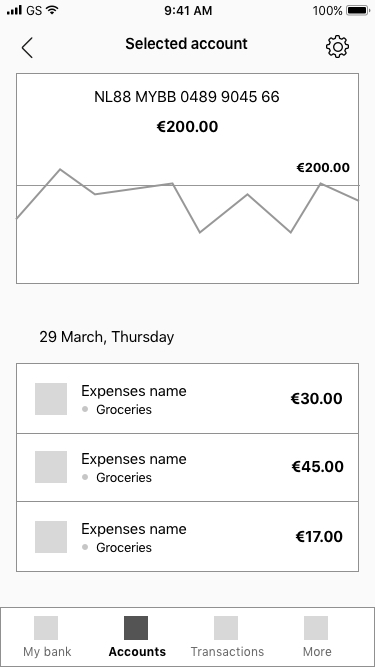 GS 9:41 AM 100%
Selected account
NL88 MYBB 0489 9045 66
€200.00
€200.00
29 March, Thursday
Expenses name
Groceries
€30.00
Expenses name
Groceries
€45.00
Expenses name
Groceries
€17.00
My bank Accounts Transactions More